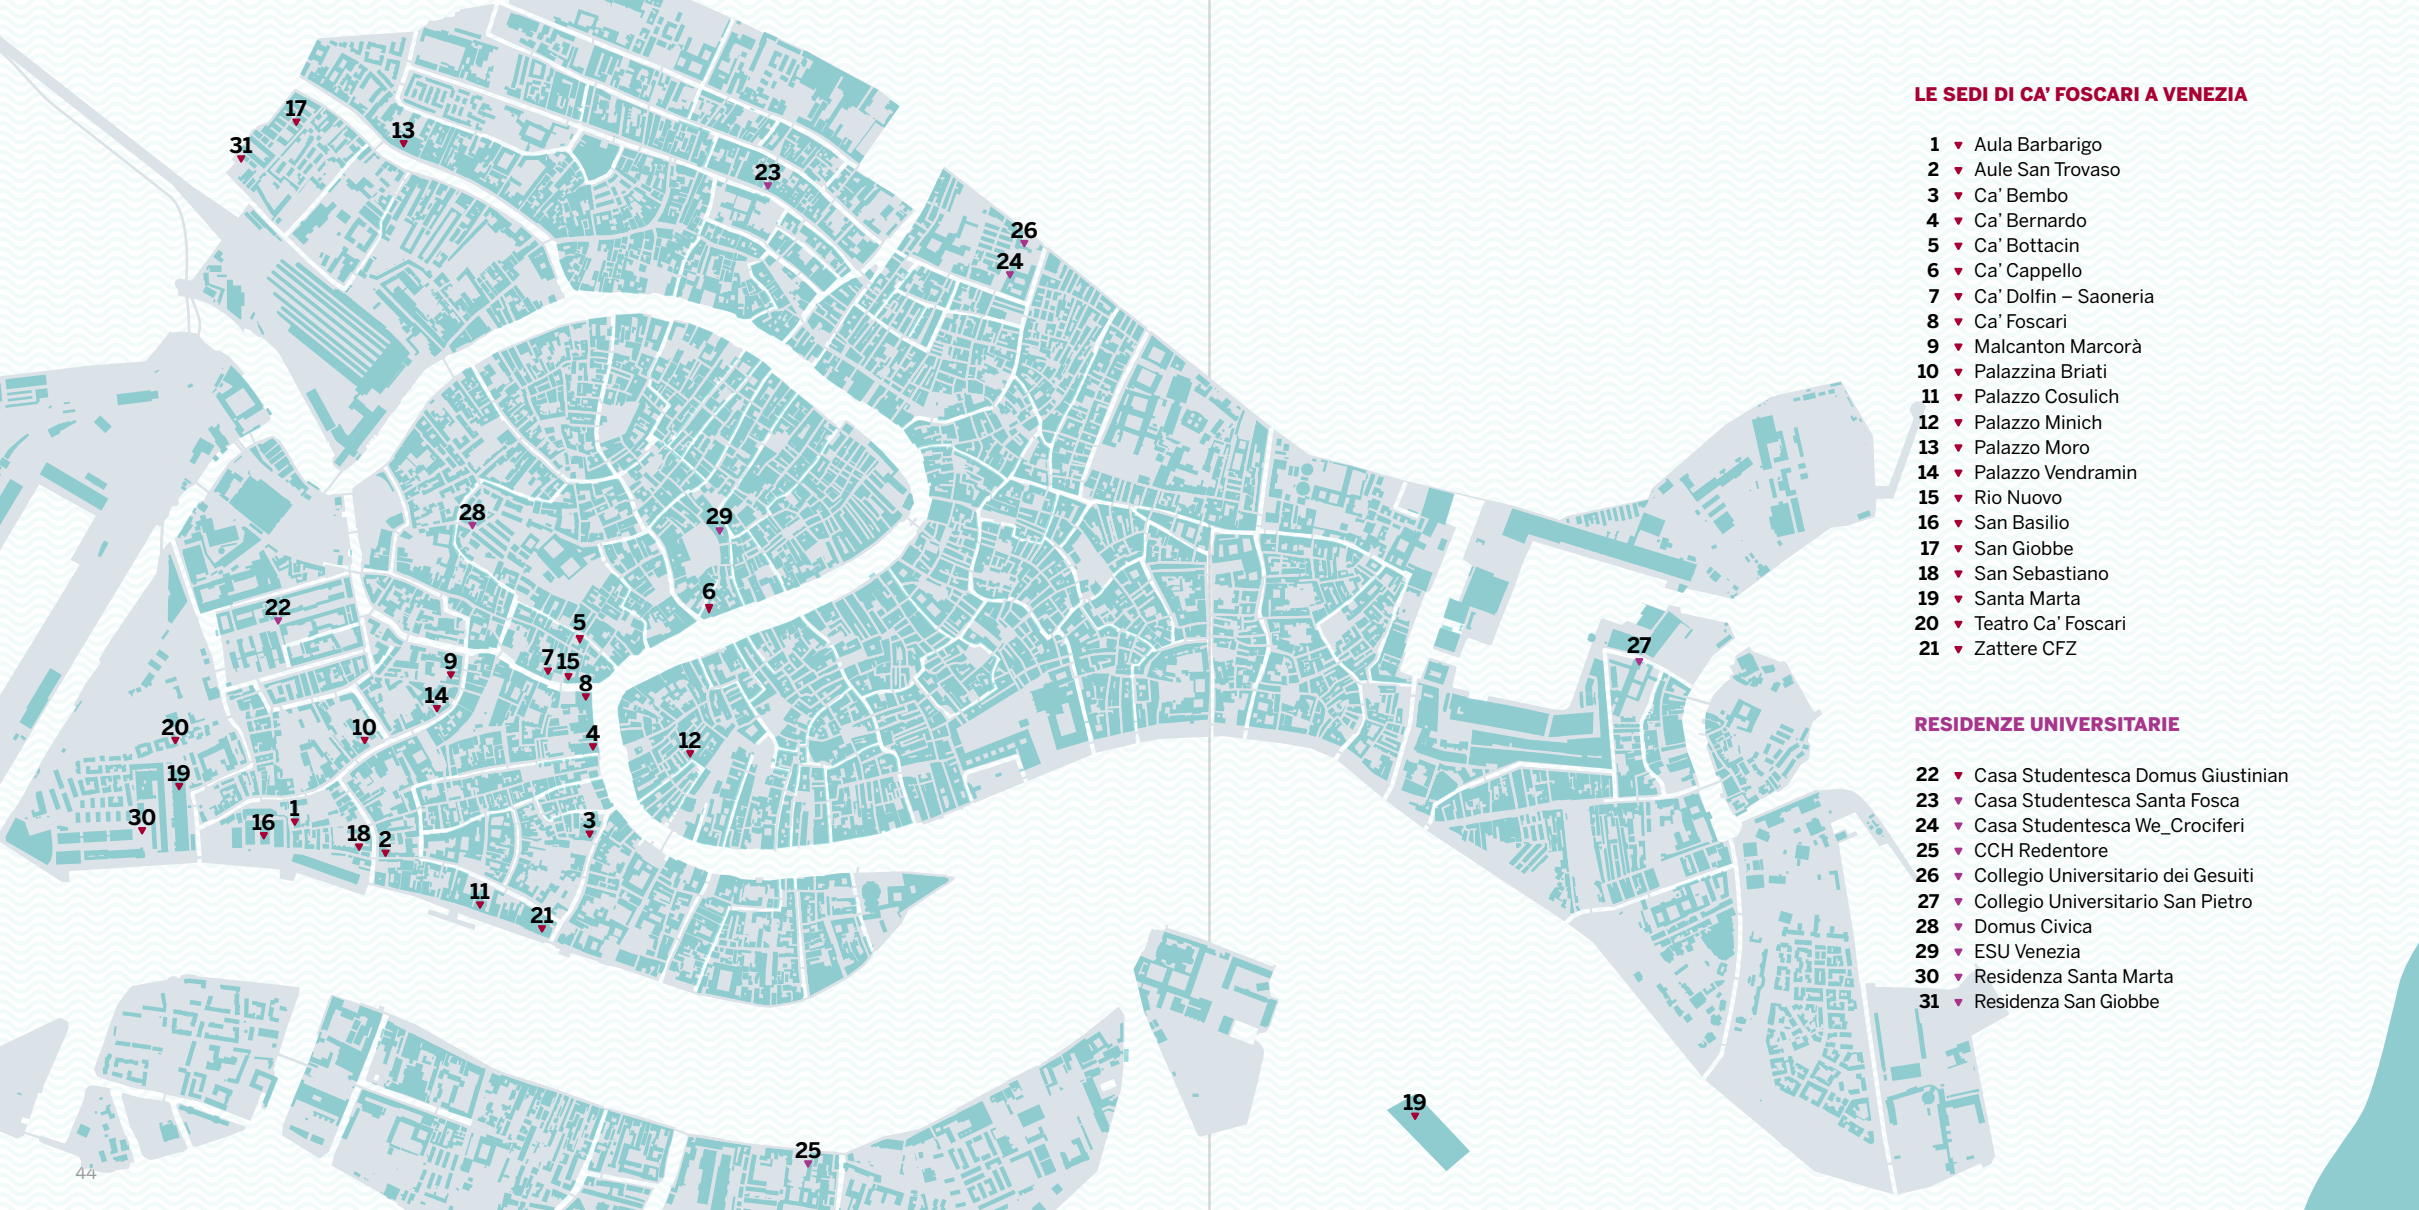 17
13
31
23
26
24
28
29
6
22
5
7
15
9
8
14
20
10
4
12
19
30
16
1
18
2
3
11
21
27
19
25
44
LE SEDI DI CA’ FOSCARI A VENEZIA
1 Aula Barbarigo
2 Aule San Trovaso
3 Ca’ Bembo
4 Ca’ Bernardo
5 Ca’ Bottacin
6 Ca’ Cappello
7 Ca’ Dolfin – Saoneria
8 Ca’ Foscari
9 Malcanton Marcorà
10 Palazzina Briati
11 Palazzo Cosulich
12 Palazzo Minich
13 Palazzo Moro
14 Palazzo Vendramin
15 Rio Nuovo
16 San Basilio
17 San Giobbe
18 San Sebastiano
19 Santa Marta
20 Teatro Ca’ Foscari
21 Zattere CFZ
RESIDENZE UNIVERSITARIE
22 Casa Studentesca Domus Giustinian
23 Casa Studentesca Santa Fosca
24 Casa Studentesca We_Crociferi
25 CCH Redentore
26 Collegio Universitario dei Gesuiti
27 Collegio Universitario San Pietro
28 Domus Civica
29 ESU Venezia
30 Residenza Santa Marta
31 Residenza San Giobbe